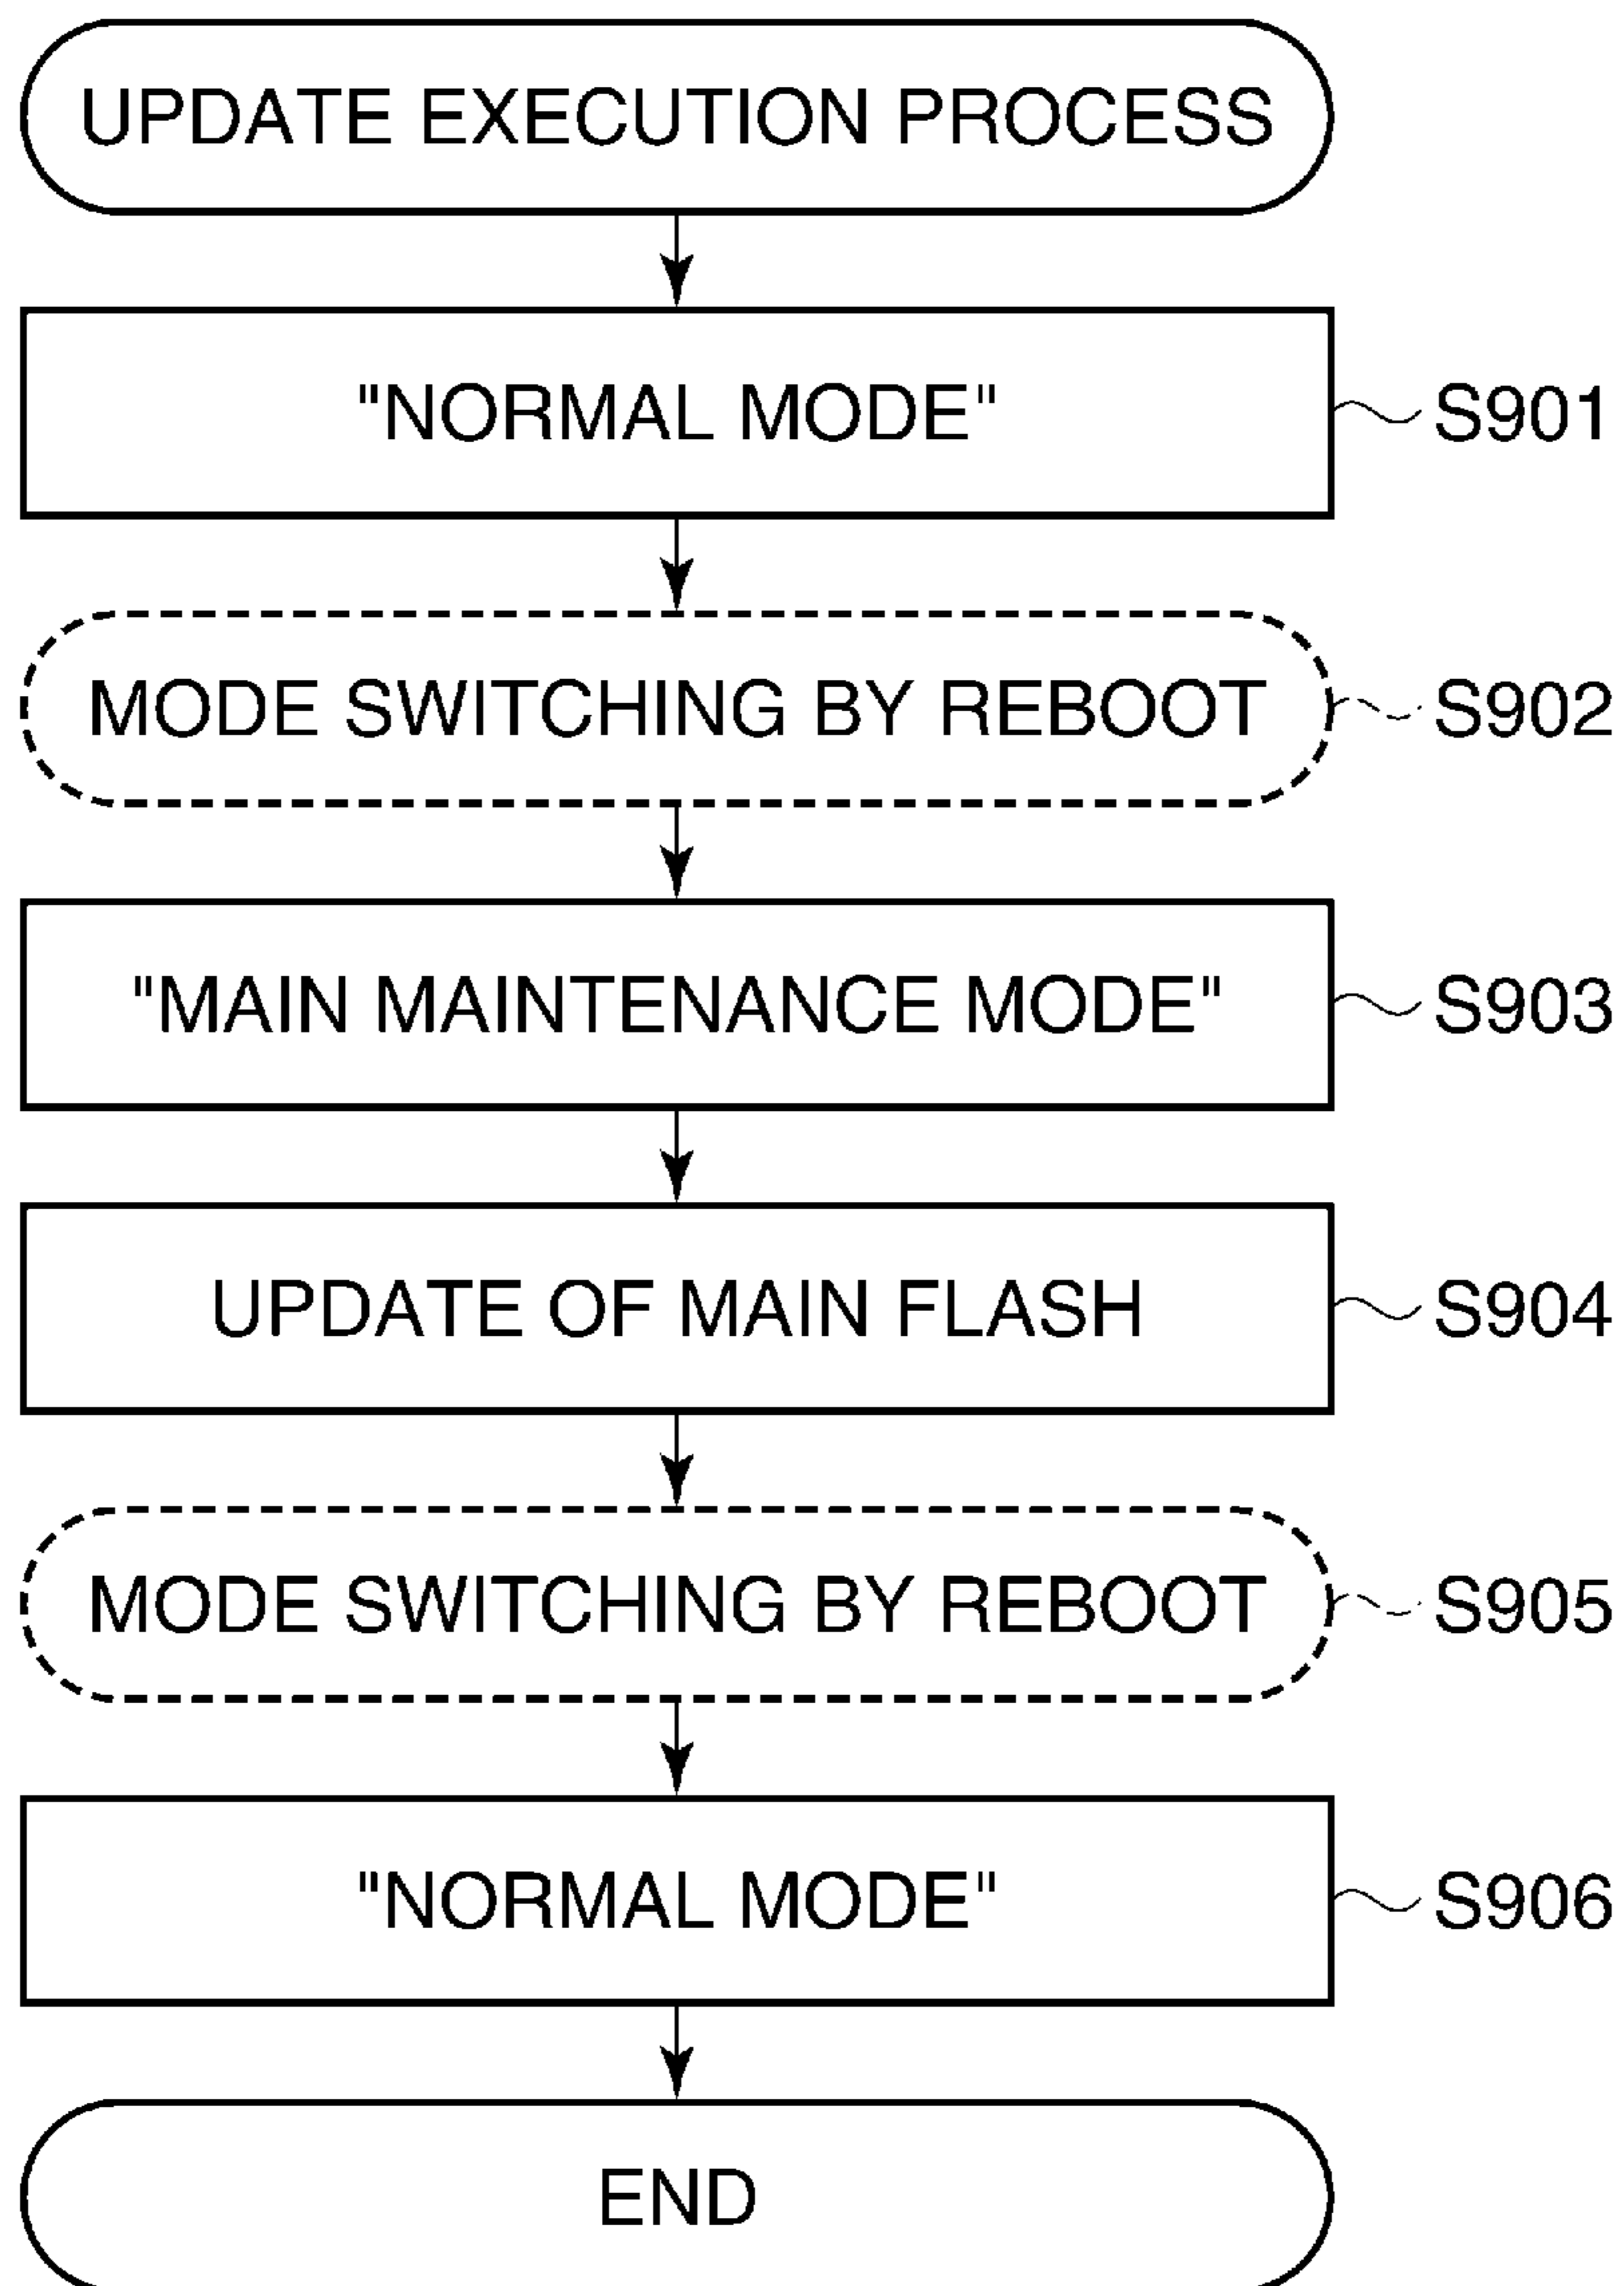 UPDATE EXECUTION PROCESS
"NORMAL MODE" S901
MODE SWITCHING BY REBOOT S902
"MAIN MAINTENANCE MODE" S903
UPDATE OF MAIN FLASH S904
MODE SWITCHING BY REBOOT S905
"NORMAL MODE" S906
END